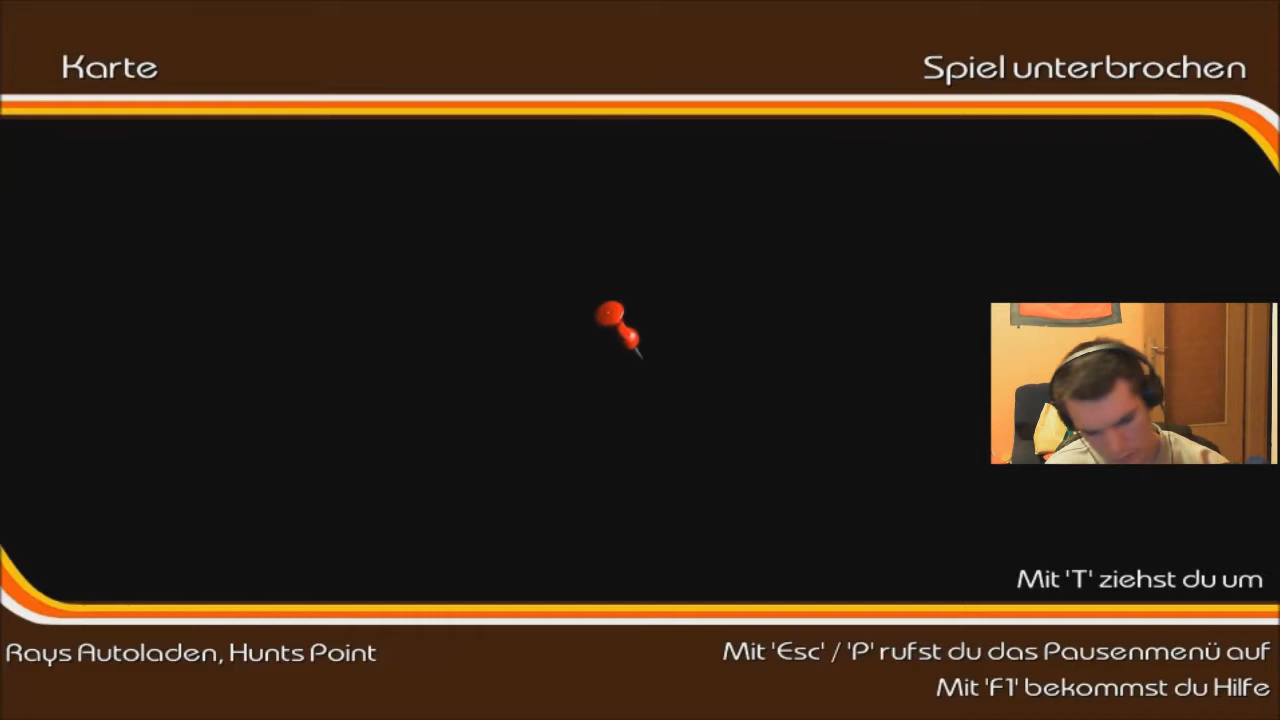 Karte
Spiel unterbrochen
Mit 'T' ziehst du um
Rays Autoladen, Hunts Point
Mit 'Esc' / 'P' rufst du das Pausenmenü auf
Mit 'F1' bekommst du Hilfe